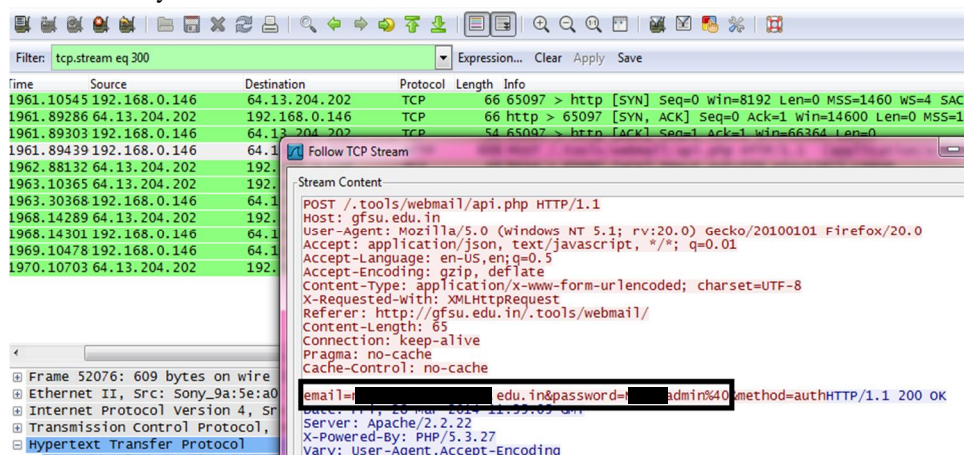 Filter: tcp.stream eq 300 Expression... Clear Apply Save
Time Source Destination Protocol Length Info
1961.10545 192.168.0.146 64.13.204.202 TCP 66 65097 > http [SYN] Seq=0 Win=8192 Len=0 MSS=1460 WS=4 SAC
1961.89286 64.13.204.202 192.168.0.146 TCP 66 http > 65097 [SYN, ACK] Seq=0 Ack=1 Win=14600 Len=0 MSS=1
1961.89303 192.168.0.146 64.13.204.202 TCP 54 65097 > http [ACK] Seq=1 Ack=1 Win=66364 Len=0
1961.89439 192.168.0.146 64.1
1962.88132 64.13.204.202 192.
1963.10365 192.168.0.146 64.1
1963.30368 192.168.0.146 64.1
1968.14289 64.13.204.202 192.
1968.14301 192.168.0.146 64.1
1969.10478 192.168.0.146 64.1
1970.10703 64.13.204.202 192.
Follow TCP Stream
Stream Content
POST /.tools/webmail/api.php HTTP/1.1
Host: gfsu.edu.in
User-Agent: Mozilla/5.0 (Windows NT 5.1; rv:20.0) Gecko/20100101 Firefox/20.0
Accept: application/json, text/javascript, */*; q=0.01
Accept-Language: en-US,en;q=0.5
Accept-Encoding: gzip, deflate
Content-Type: application/x-www-form-urlencoded; charset=UTF-8
X-Requested-With: XMLHttpRequest
Referer: http://gfsu.edu.in/.tools/webmail/
Content-Length: 65
Connection: keep-alive
Pragma: no-cache
Cache-Control: no-cache
email= edu.in&password= admin%40 &method=authHTTP/1.1 200 OK
Server: Apache/2.2.22
X-Powered-By: PHP/5.3.27
Vary: User-Agent,Accept-Encoding
Frame 52076: 609 bytes on wire
Ethernet II, Src: Sony_9a:5e:a0
Internet Protocol Version 4, Sr
Transmission Control Protocol,
Hypertext Transfer Protocol